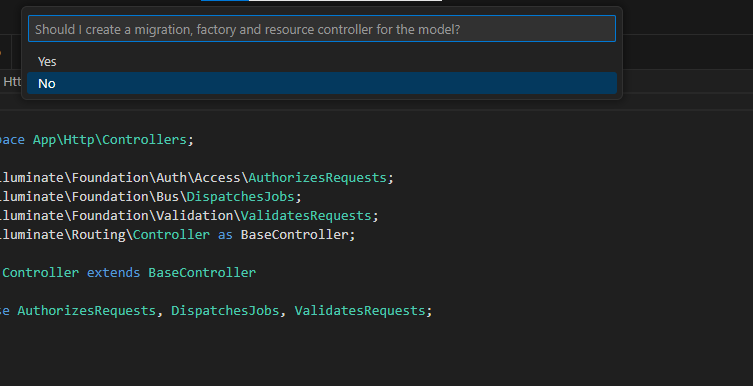 Should I create a migration, factory and resource controller for the model?
Yes
No
Htt
pace App\Http\Controllers;
lluminate\Foundation\Auth\Access\AuthorizesRequests;
lluminate\Foundation\Bus\DispatchesJobs;
lluminate\Foundation\Validation\ValidatesRequests;
lluminate\Routing\Controller as BaseController;
Controller extends BaseController
se AuthorizesRequests, DispatchesJobs, ValidatesRequests;